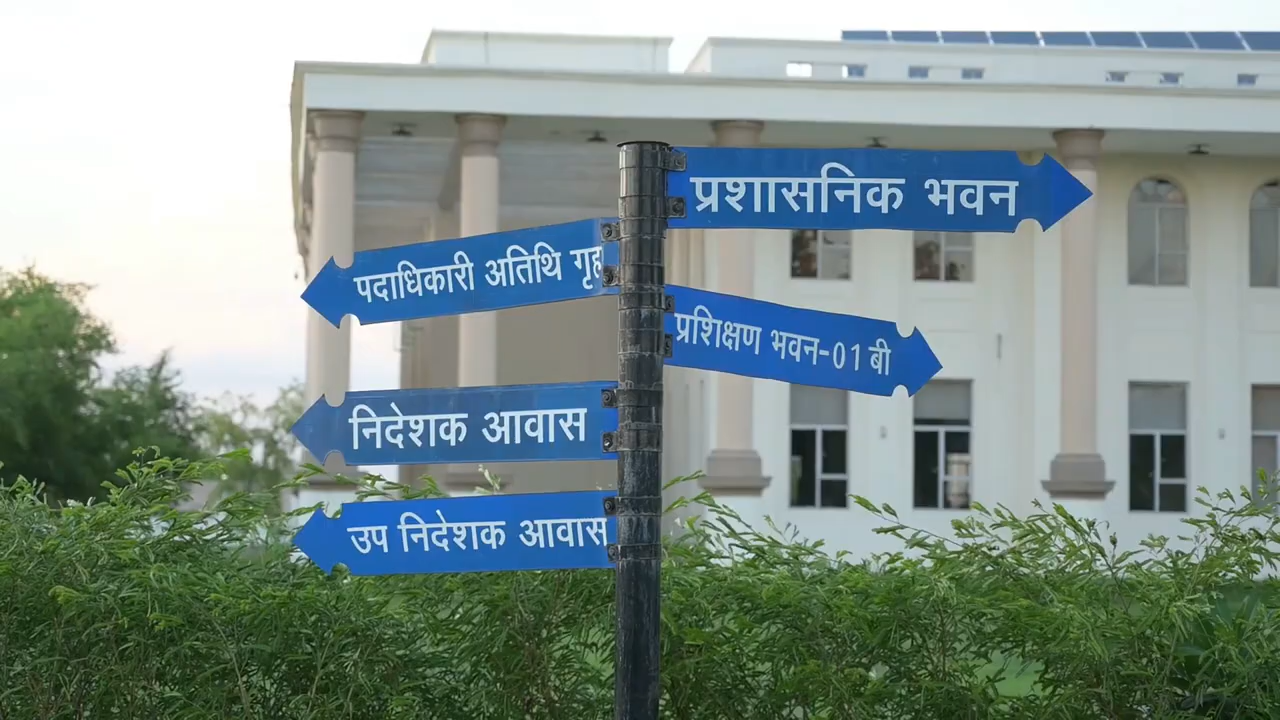 प्रशासनिक भवन
पदाधिकारी अतिथि गृह
प्रशिक्षण भवन-01 बी
निदेशक आवास
उप निदेशक आवास